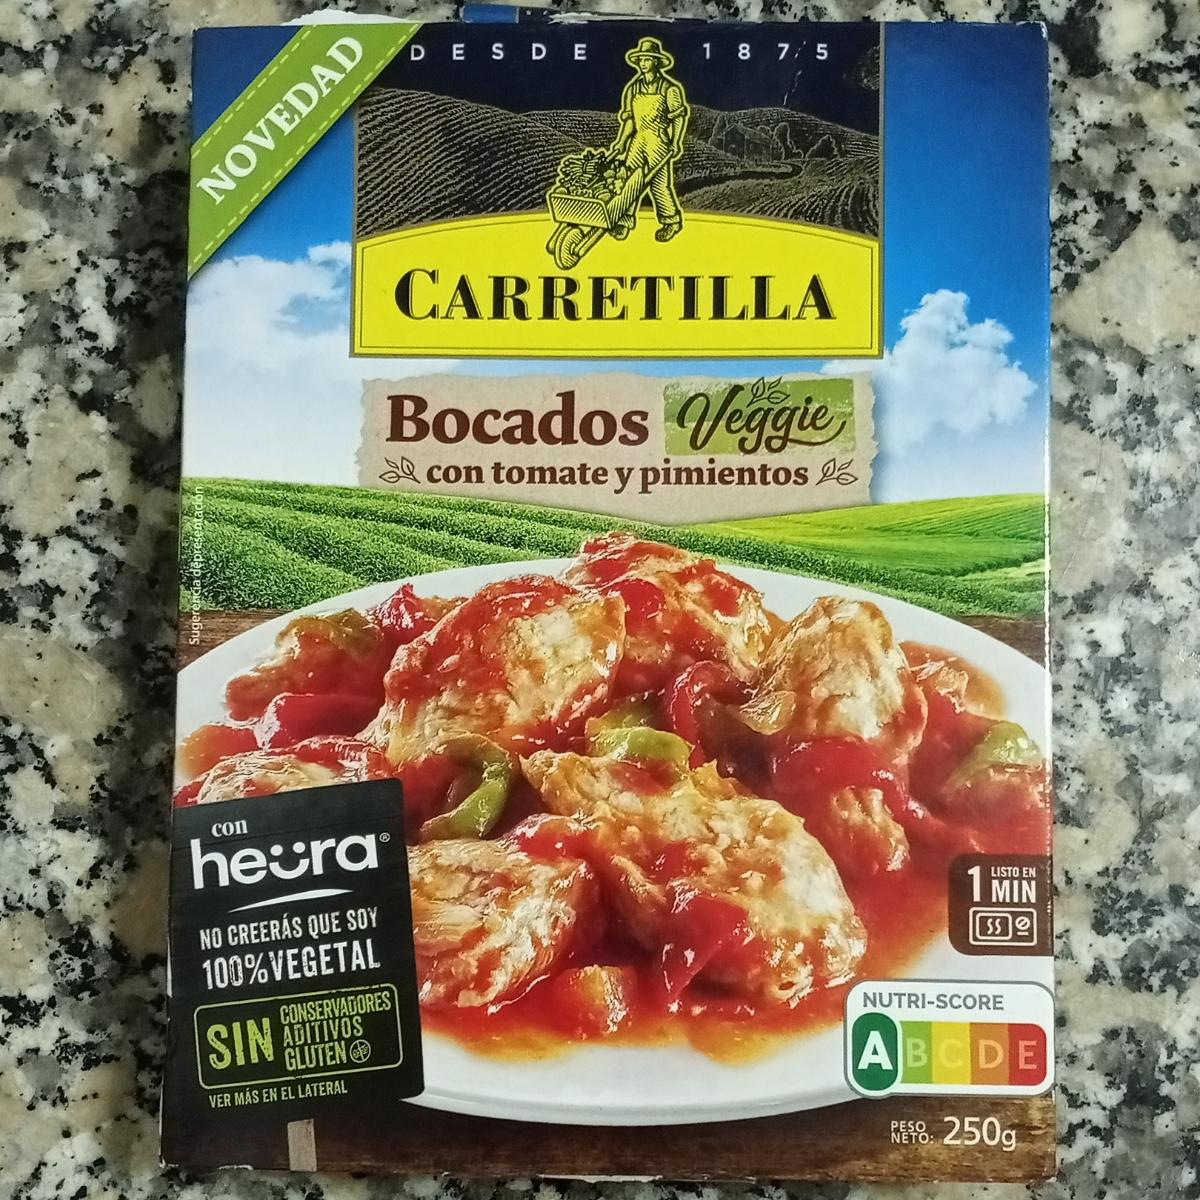 DESDE 1875
NOVEDAD
CARRETILLA
Bocados Veggie
con tomate y pimientos
Sugerencia de presentación
con
heüra®
NO CREERÁS QUE SOY
100% VEGETAL
SIN CONSERVADORES
ADITIVOS
GLUTEN
VER MÁS EN EL LATERAL
1 LISTO EN
MIN
NUTRI-SCORE
A B C D E
PESO
NETO: 250g